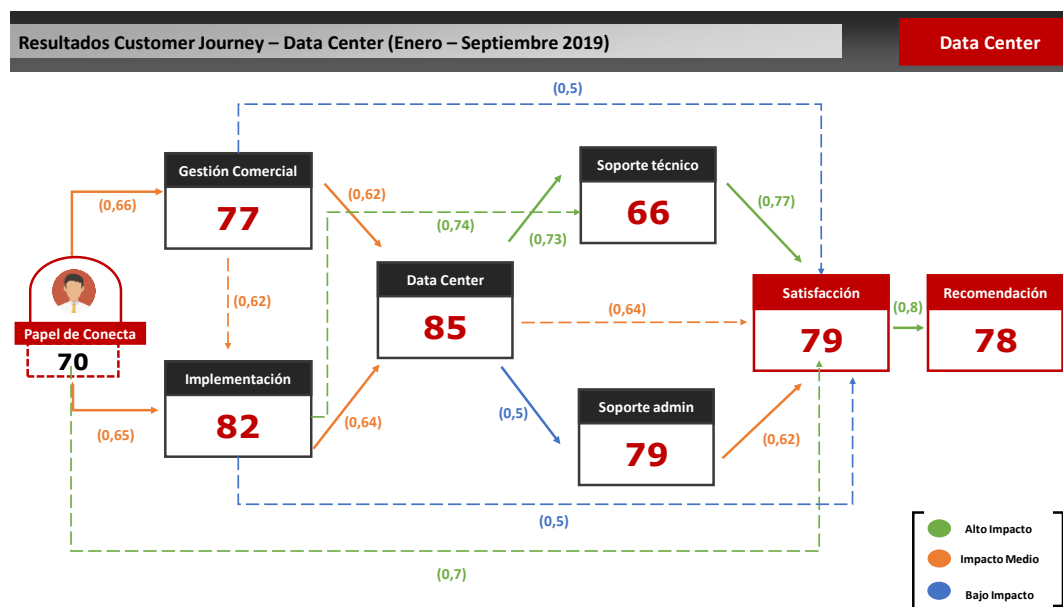 Resultados Customer Journey – Data Center (Enero – Septiembre 2019)
Data Center
(0,5)
Gestión Comercial
77
Soporte técnico
66
(0,66)
(0,62)
(0,74)
(0,73)
(0,77)
Data Center
85
(0,62)
(0,64)
Satisfacción
79
(0,8)
Recomendación
78
Papel de Conecta
70
Implementación
82
(0,65)
(0,64)
(0,5)
Soporte admin
79
(0,62)
(0,5)
(0,7)
Alto Impacto
Impacto Medio
Bajo Impacto